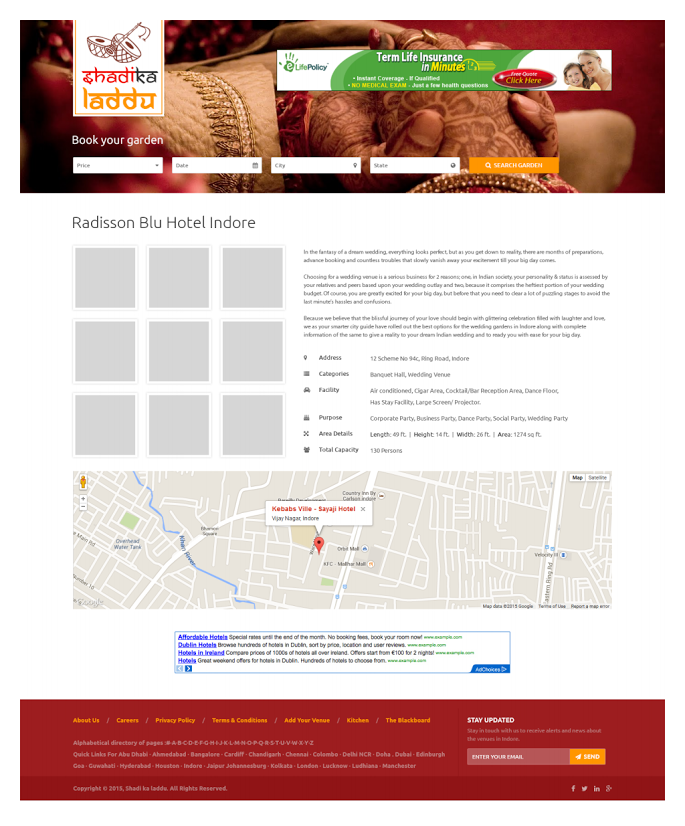 shadika
laddu
eLifePolicy
Term Life Insurance
in Minutes
• Instant Coverage - If Qualified
• NO MEDICAL EXAM - Just a few health questions
Free Quote
Click Here
Book your garden
Price
Date
City
State
SEARCH GARDEN
Radisson Blu Hotel Indore
In the fantasy of a dream wedding, everything looks perfect, but as you get down to reality, there are months of preparations,
advance booking and countless troubles that slowly vanish away your excitement till your big day comes.
Choosing for a wedding venue is a serious business for 2 reasons; one, in Indian society, your personality & status is assessed by
your relatives and peers based upon your wedding outlay and two, because it comprises the heftiest portion of your wedding
budget. Of course, you are greatly excited for your big day, but before that you need to clear a lot of puzzling stages to avoid the
last minute's hassles and confusions.
Because we believe that the blissful journey of your love should begin with glittering celebration filled with laughter and love,
we as your smarter city guide have rolled out the best options for the wedding gardens in Indore along with complete
information of the same to give a reality to your dream Indian wedding and to ready you with ease for your big day.
Address 12 Scheme No 94c, Ring Road, Indore
Categories Banquet Hall, Wedding Venue
Facility Air conditioned, Cigar Area, Cocktail/Bar Reception Area, Dance Floor,
Has Stay Facility, Large Screen/ Projector.
Purpose Corporate Party, Business Party, Dance Party, Social Party, Wedding Party
Area Details Length: 49 ft. | Height: 14 ft. | Width: 26 ft. | Area: 1274 sq ft.
Total Capacity 130 Persons
Map Satellite
Country Inn By
Carlson indore
Kebabs Ville - Sayaji Hotel ×
Vijay Nagar, Indore
Bhamori
Square
Overhead
Water Tank
Khan River
Orbit Mall
KFC - Malhar Mall
Velocity
Eastern Ring Rd
Google
Map data ©2015 Google Terms of Use Report a map error
Affordable Hotels Special rates until the end of the month. No booking fees, book your room now! www.example.com
Dublin Hotels Browse hundreds of hotels in Dublin, sort by price, location and user reviews. www.example.com
Hotels in Ireland Compare prices of 1000s of hotels all over Ireland. Offers start from €100 for 2 nights! www.example.com
Hotels Great weekend offers for hotels in Dublin. Hundreds of hotels to choose from. www.example.com
AdChoices
About Us / Careers / Privacy Policy / Terms & Conditions / Add Your Venue / Kitchen / The Blackboard
STAY UPDATED
Stay in touch with us to receive alerts and news about
the venues in Indore.
ENTER YOUR EMAIL
SEND
Alphabetical directory of pages :#-A-B-C-D-E-F-G-H-I-J-K-L-M-N-O-P-Q-R-S-T-U-V-W-X-Y-Z
Quick Links For Abu Dhabi - Ahmedabad - Bangalore - Cardiff - Chandigarh - Chennai - Colombo - Delhi NCR - Doha . Dubai - Edinburgh
Goa - Guwahati - Hyderabad - Houston - Indore - Jaipur Johannesburg - Kolkata - London - Lucknow - Ludhiana - Manchester
Copyright © 2015, Shadi ka laddu. All Rights Reserved.